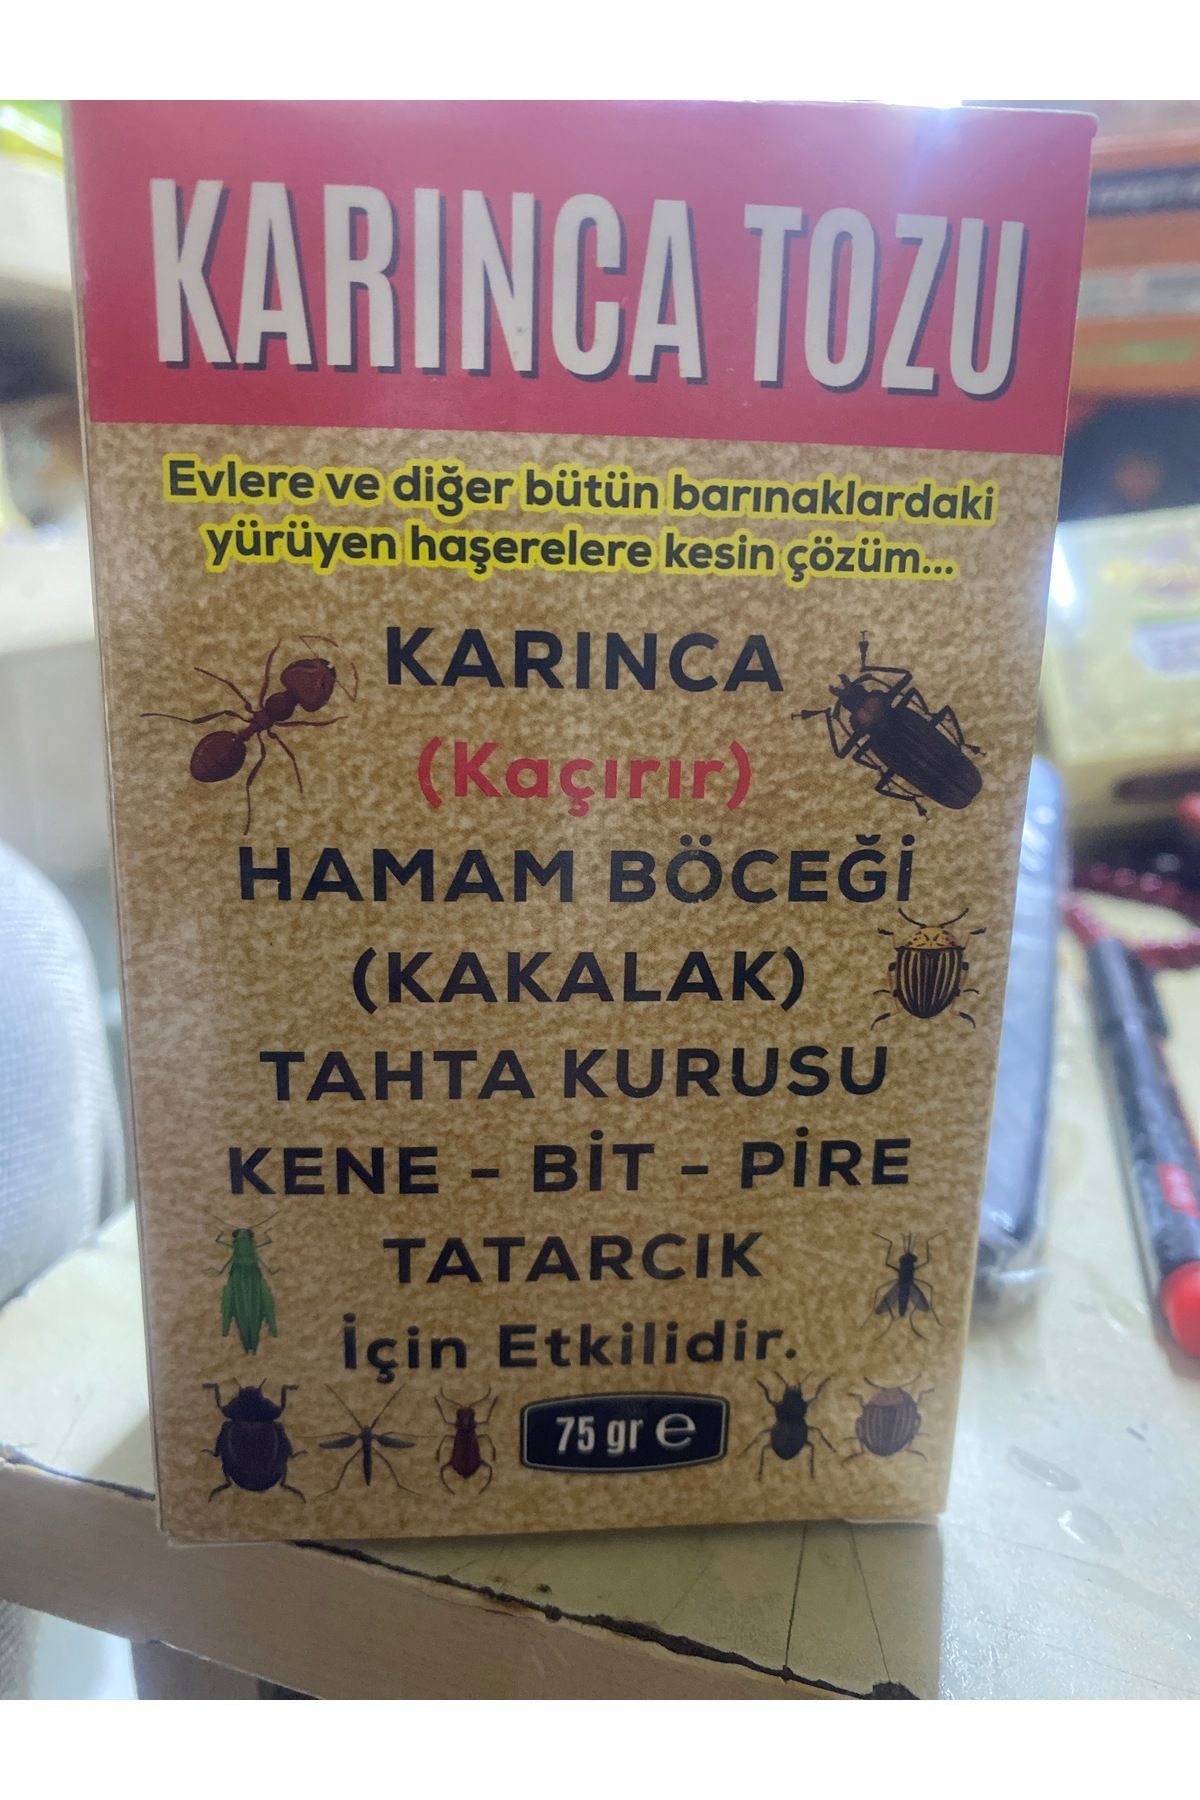 KARINCA TOZU
Evlere ve diğer bütün barınaklardaki
yürüyen haşerelere kesin çözüm...
KARINCA
(Kaçırır)
HAMAM BÖCEĞİ
(KAKALAK)
TAHTA KURUSU
KENE - BİT - PİRE
TATARCIK
İçin Etkilidir.
75 gr e